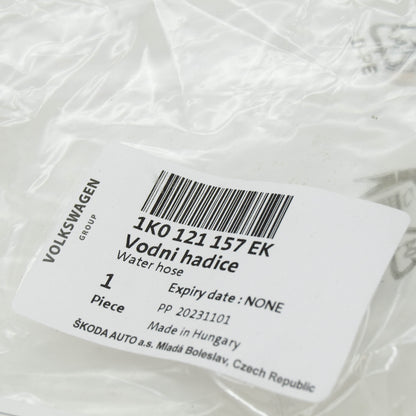 VOLKSWAGEN
GROUP
1K0 121 157 EK
Vodni hadice
Water hose
1
Piece
Expiry date : NONE
PP 20231101
Made in Hungary
ŠKODA AUTO a.s. Mladá Boleslav, Czech Republic